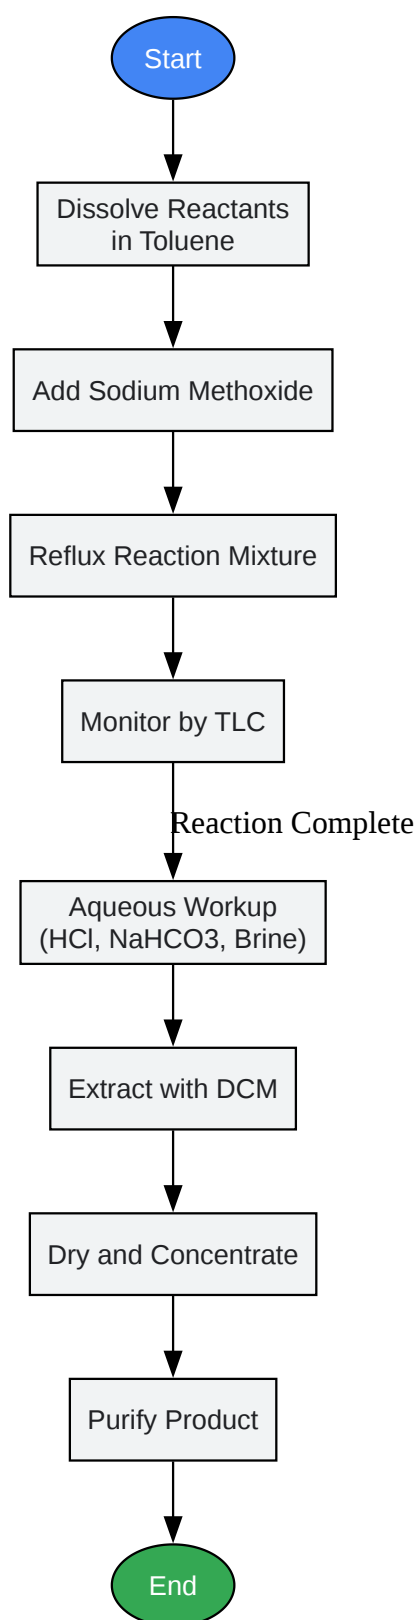 Start
Dissolve Reactants
in Toluene
Add Sodium Methoxide
Reflux Reaction Mixture
Monitor by TLC
Reaction Complete
Aqueous Workup
(HCl, NaHCO3, Brine)
Extract with DCM
Dry and Concentrate
Purify Product
End